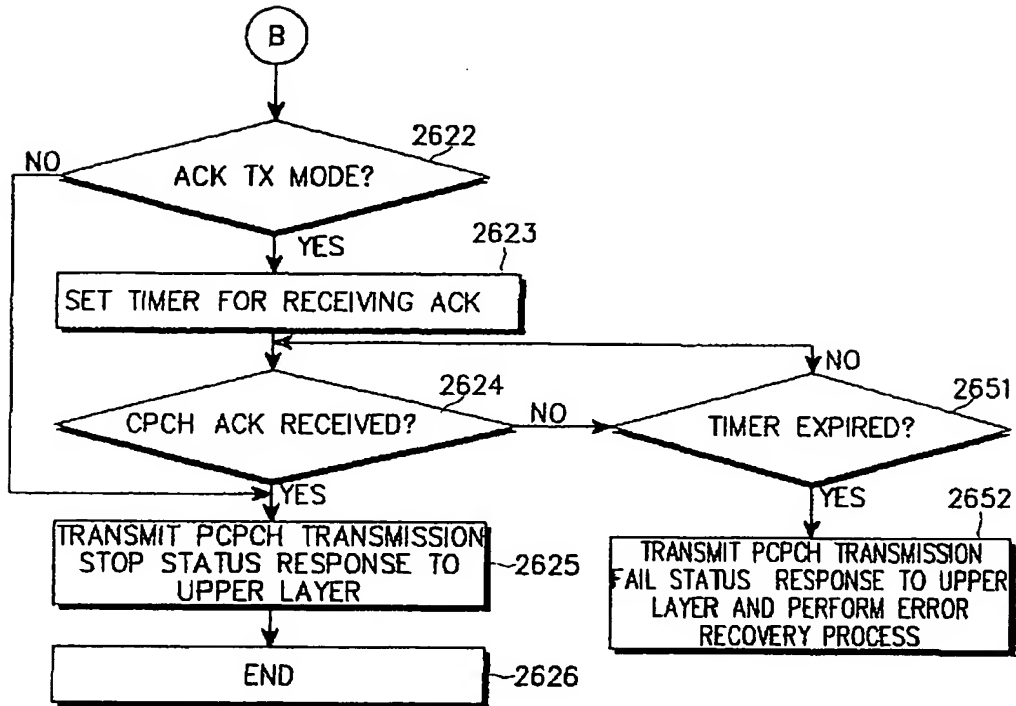 B
2622
NO
ACK TX MODE?
YES
2623
SET TIMER FOR RECEIVING ACK
NO
2624
2651
CPCH ACK RECEIVED?
NO
TIMER EXPIRED?
YES
YES
2652
TRANSMIT PCPCH TRANSMISSION
STOP STATUS RESPONSE TO
UPPER LAYER
2625
TRANSMIT PCPCH TRANSMISSION
FAIL STATUS RESPONSE TO UPPER
LAYER AND PERFORM ERROR
RECOVERY PROCESS
END
2626